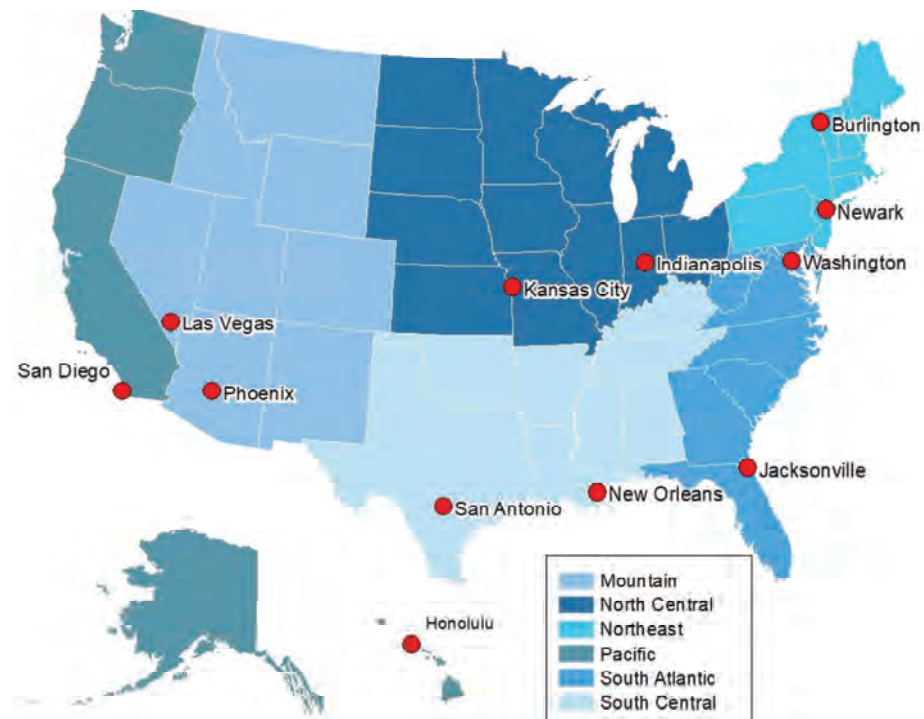 Burlington
Newark
Washington
Indianapolis
Kansas City
Las Vegas
San Diego
Phoenix
Jacksonville
New Orleans
San Antonio
Honolulu
Mountain
North Central
Northeast
Pacific
South Atlantic
South Central